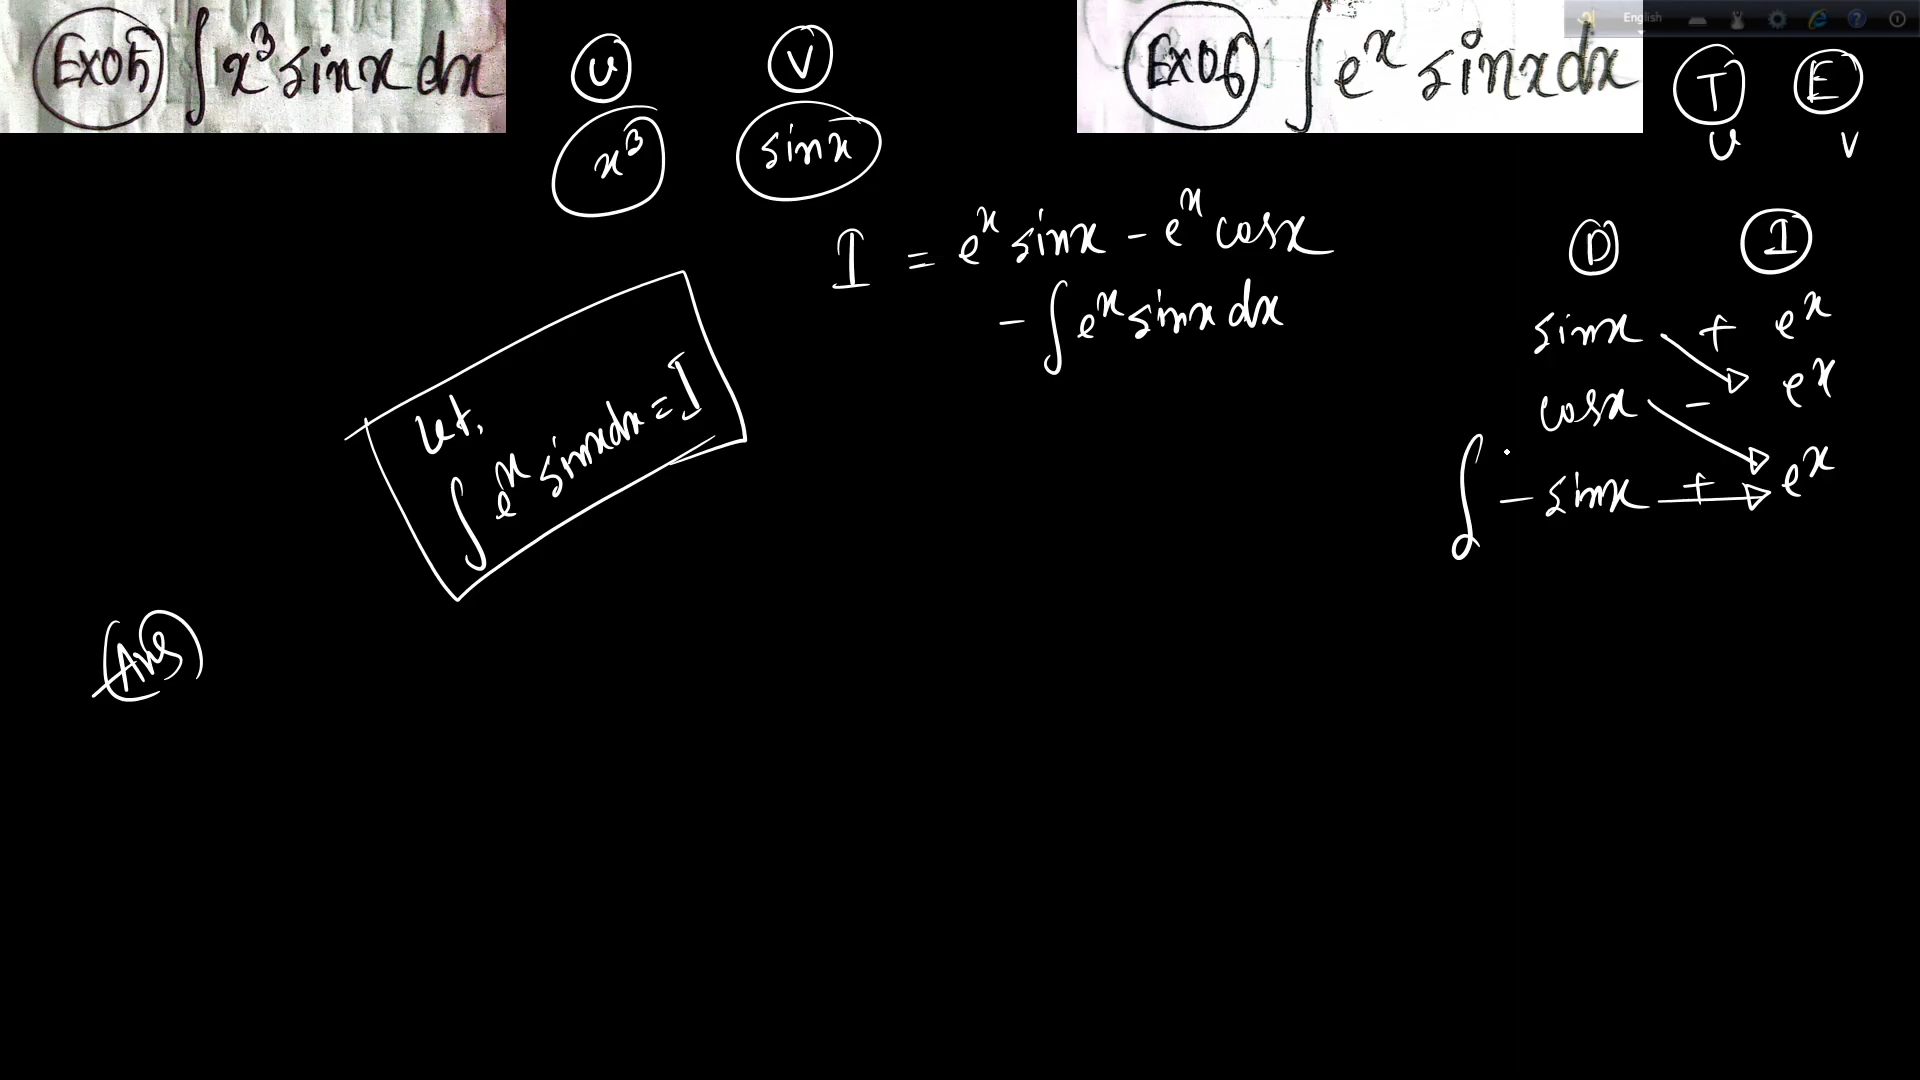 Ex05 ∫x³ sinx dx
U V
x³ sinx
Ex06 ∫eˣ sinx dx
English
T E
U V
I = eˣ sinx - eˣ cosx
- ∫eˣ sinx dx
D I
sinx + eˣ
cosx - eˣ
∫ - sinx + eˣ
Let,
∫eˣ sinx dx = I
Ans